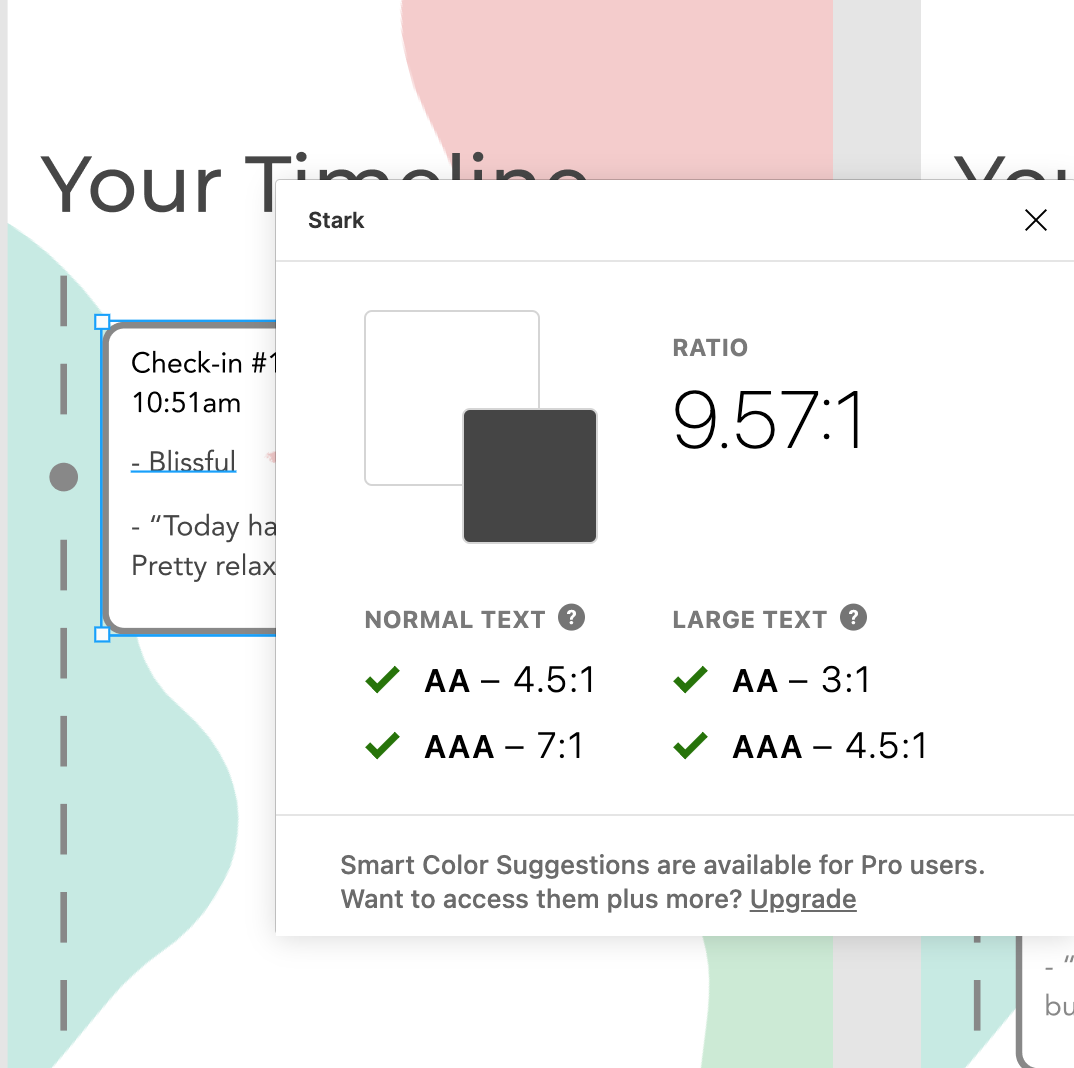 Your Timeline
You
Stark
Check-in #1
10:51am
- Blissful
- “Today ha
Pretty relax
RATIO
9.57:1
NORMAL TEXT ?
AA – 4.5:1
AAA – 7:1
LARGE TEXT ?
AA – 3:1
AAA – 4.5:1
Smart Color Suggestions are available for Pro users.
Want to access them plus more? Upgrade
- “
bu